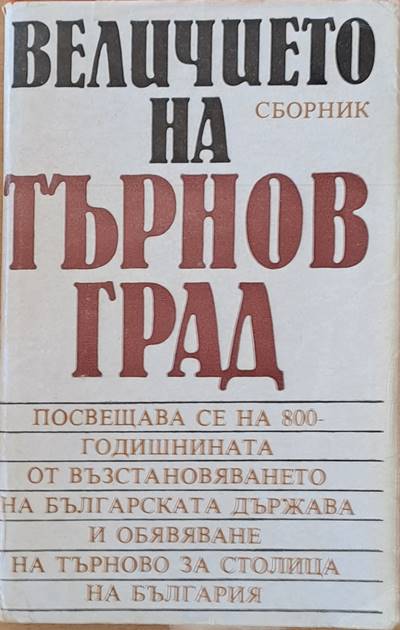 ВЕЛИЧИЕТО
НА
СБОРНИК
ТЪРНОВ
ГРАД
ПОСВЕЩАВА СЕ НА 800-
ГОДИШНИНАТА
ОТ ВЪЗСТАНОВЯВАНЕТО
НА БЪЛГАРСКАТА ДЪРЖАВА
И ОБЯВЯВАНЕ
НА ТЪРНОВО ЗА СТОЛИЦА
НА БЪЛГАРИЯ